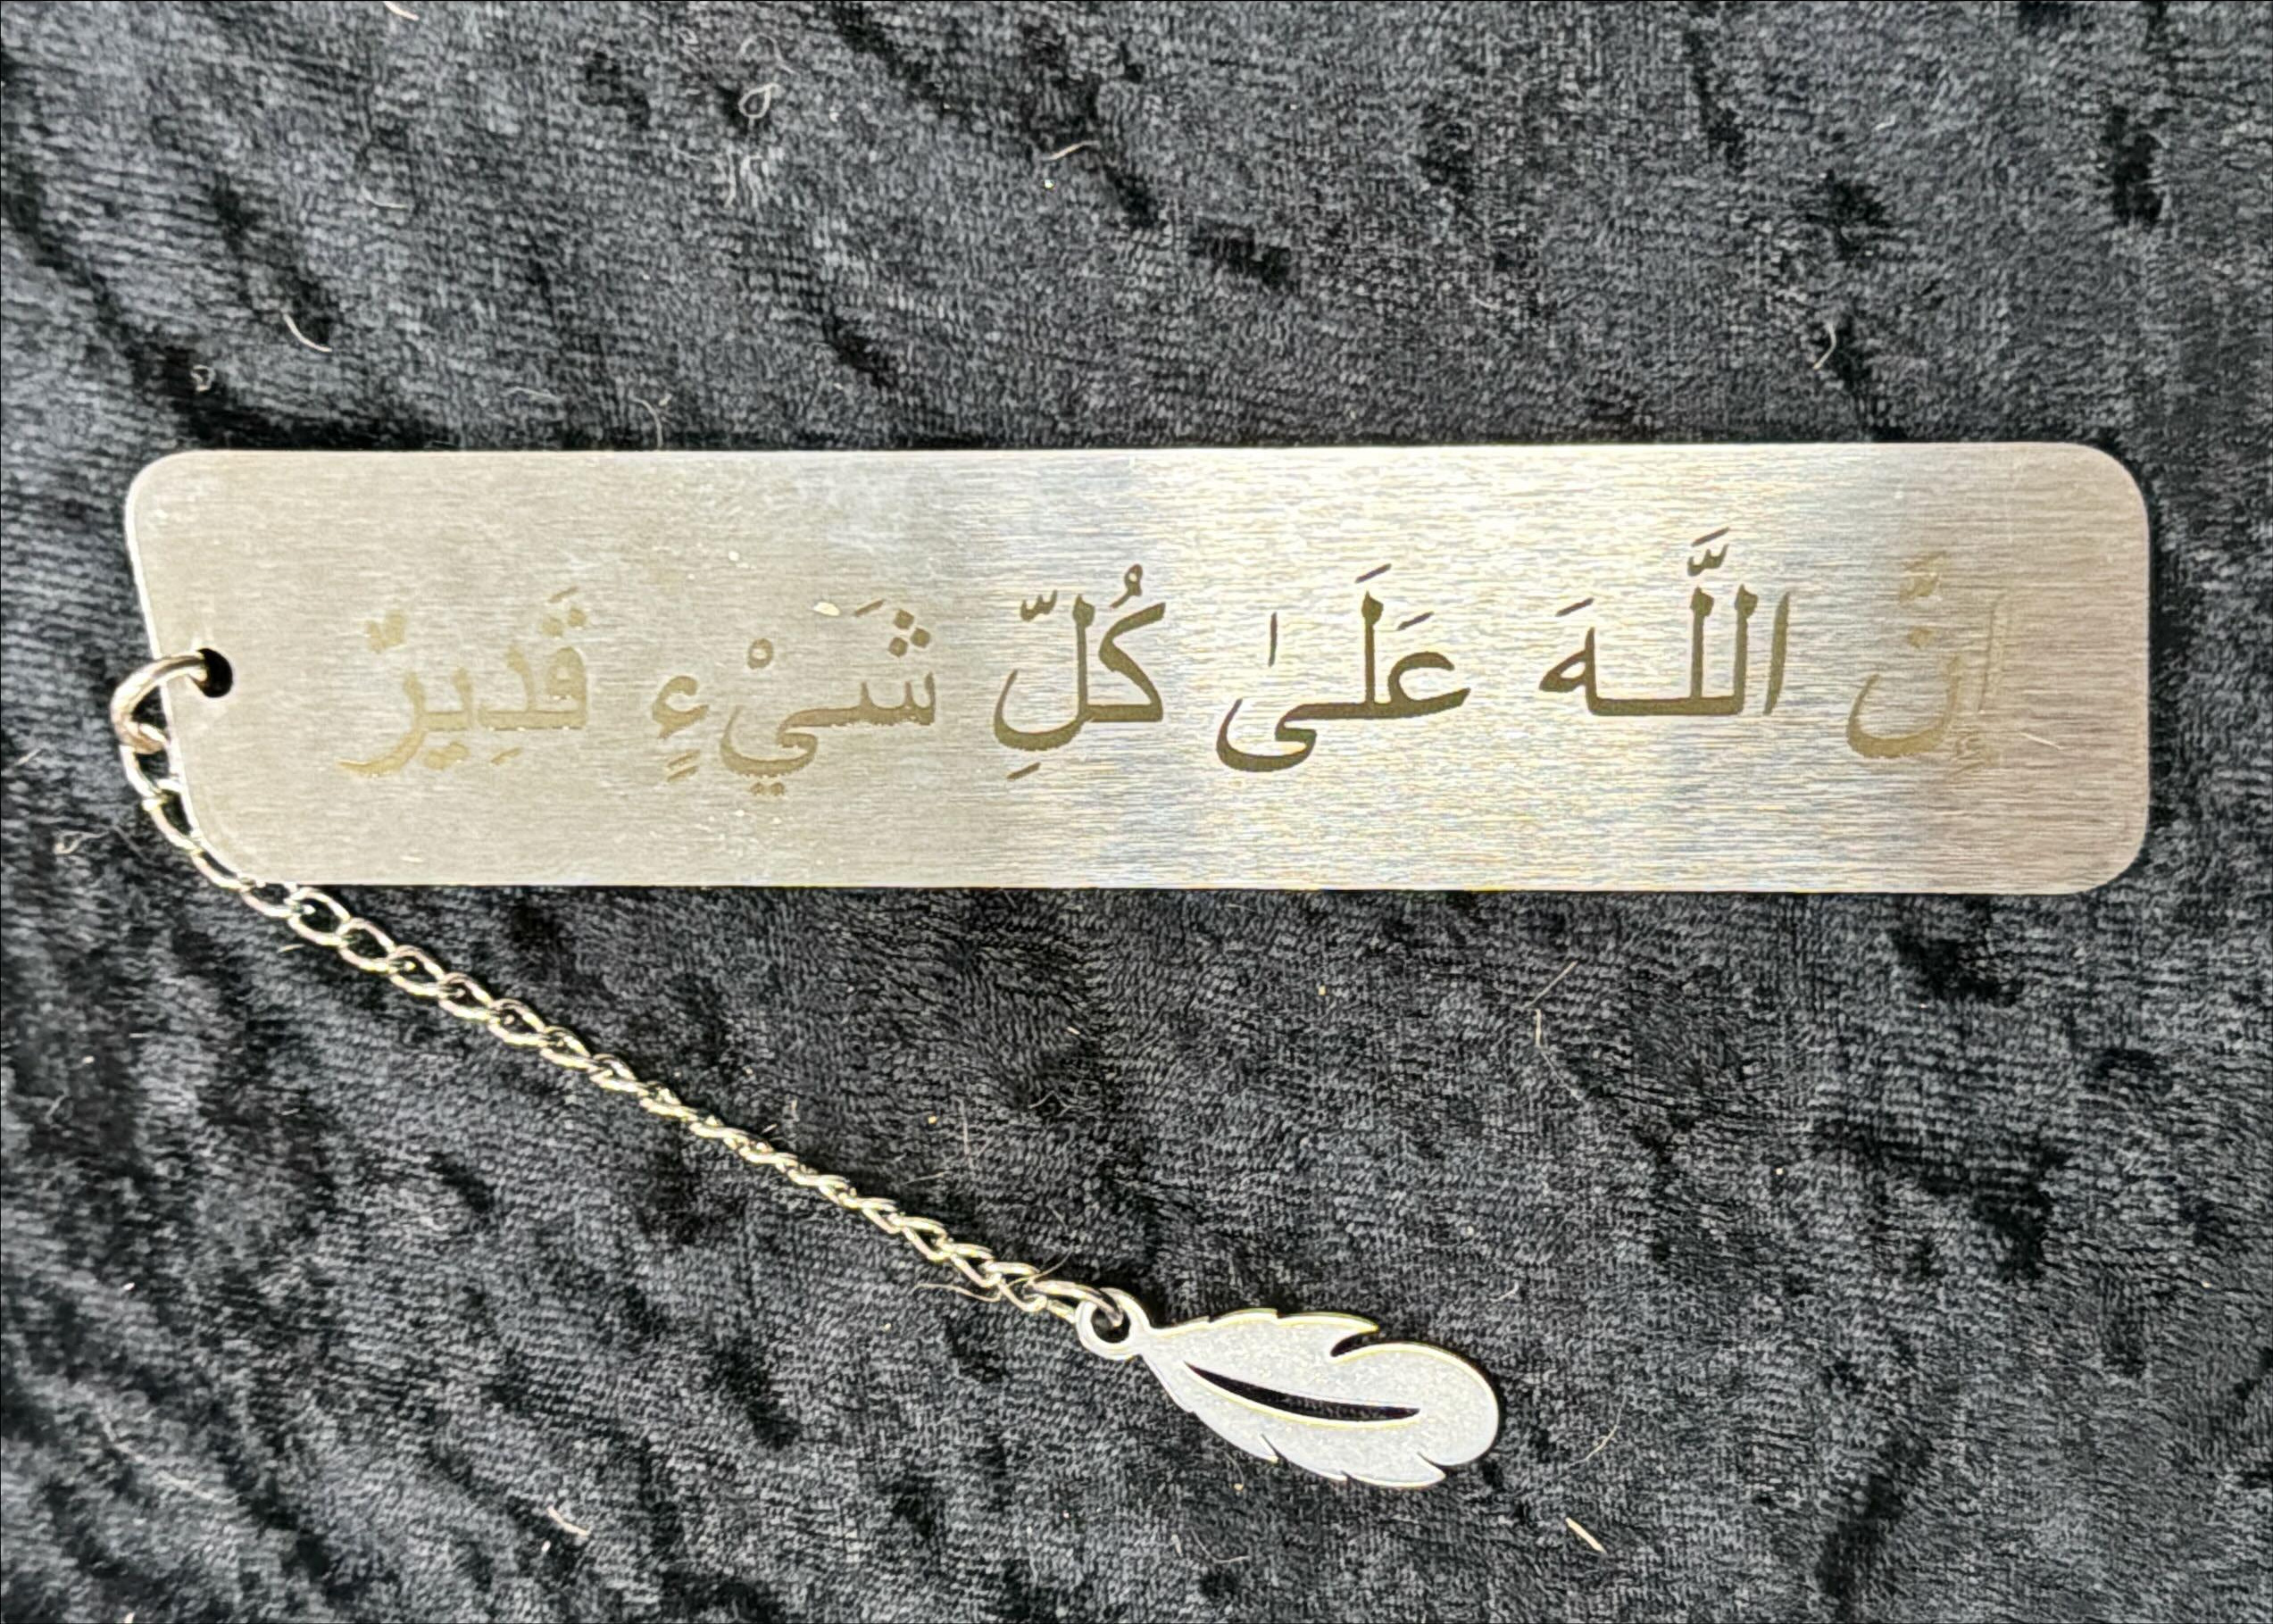 إِنَّ اللَّـهَ عَلَىٰ كُلِّ شَيْءٍ قَدِيرٌ